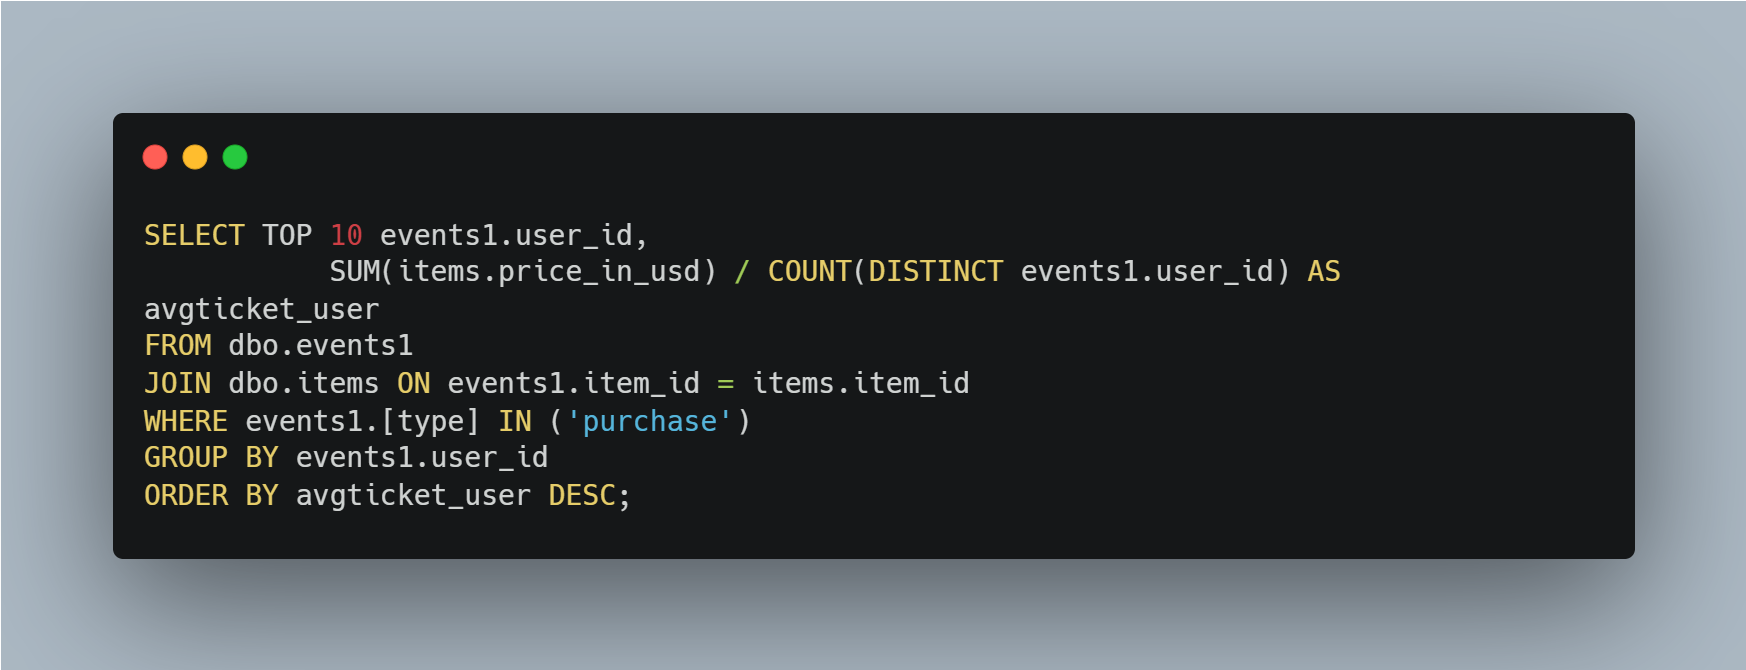 SELECT TOP 10 events1.user_id,
           SUM(items.price_in_usd) / COUNT(DISTINCT events1.user_id) AS
avgticket_user
FROM dbo.events1
JOIN dbo.items ON events1.item_id = items.item_id
WHERE events1.[type] IN ('purchase')
GROUP BY events1.user_id
ORDER BY avgticket_user DESC;